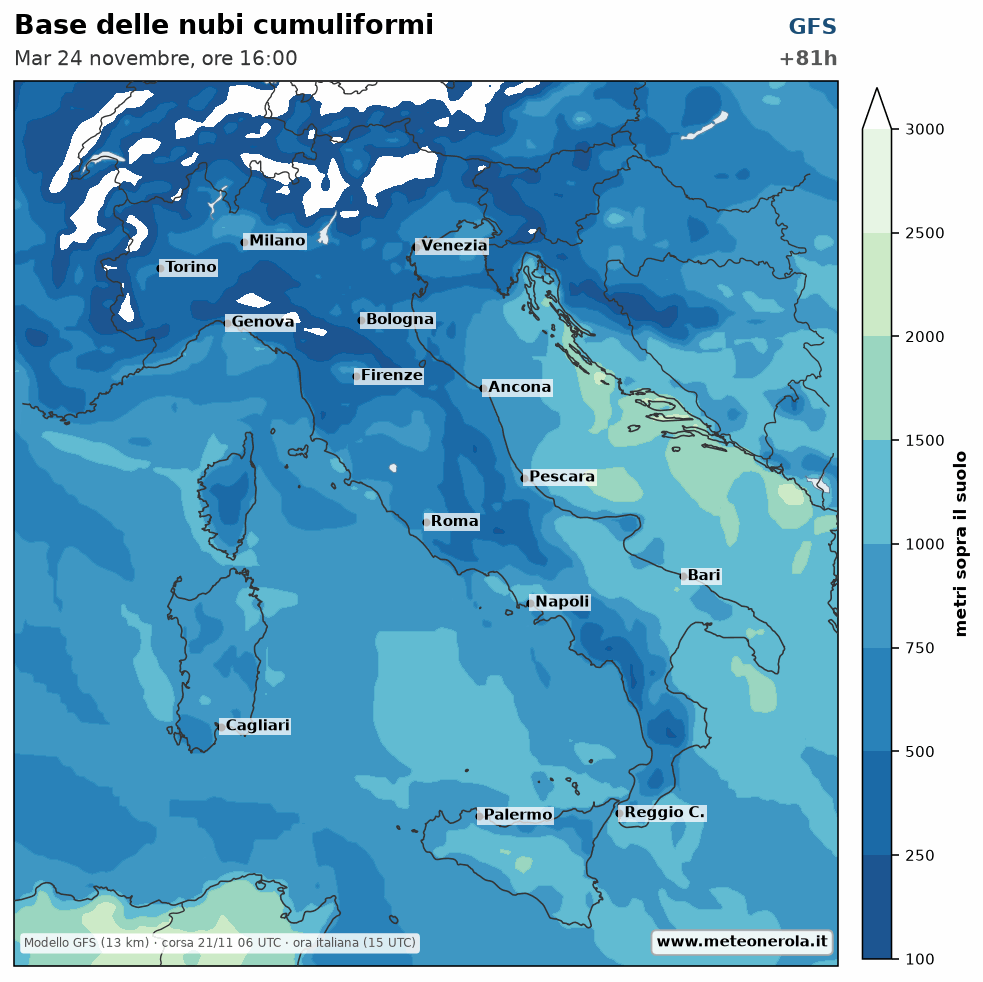 Base delle nubi cumuliformi
GFS
Mar 24 novembre, ore 16:00
+81h
3000
2500
2000
1500
1000
750
500
250
100
metri sopra il suolo
Milano
Venezia
Torino
Genova
Bologna
Firenze
Ancona
Pescara
Roma
Bari
Napoli
Cagliari
Palermo
Reggio C.
Modello GFS (13 km) · corsa 21/11 06 UTC · ora italiana (15 UTC)
www.meteonerola.it